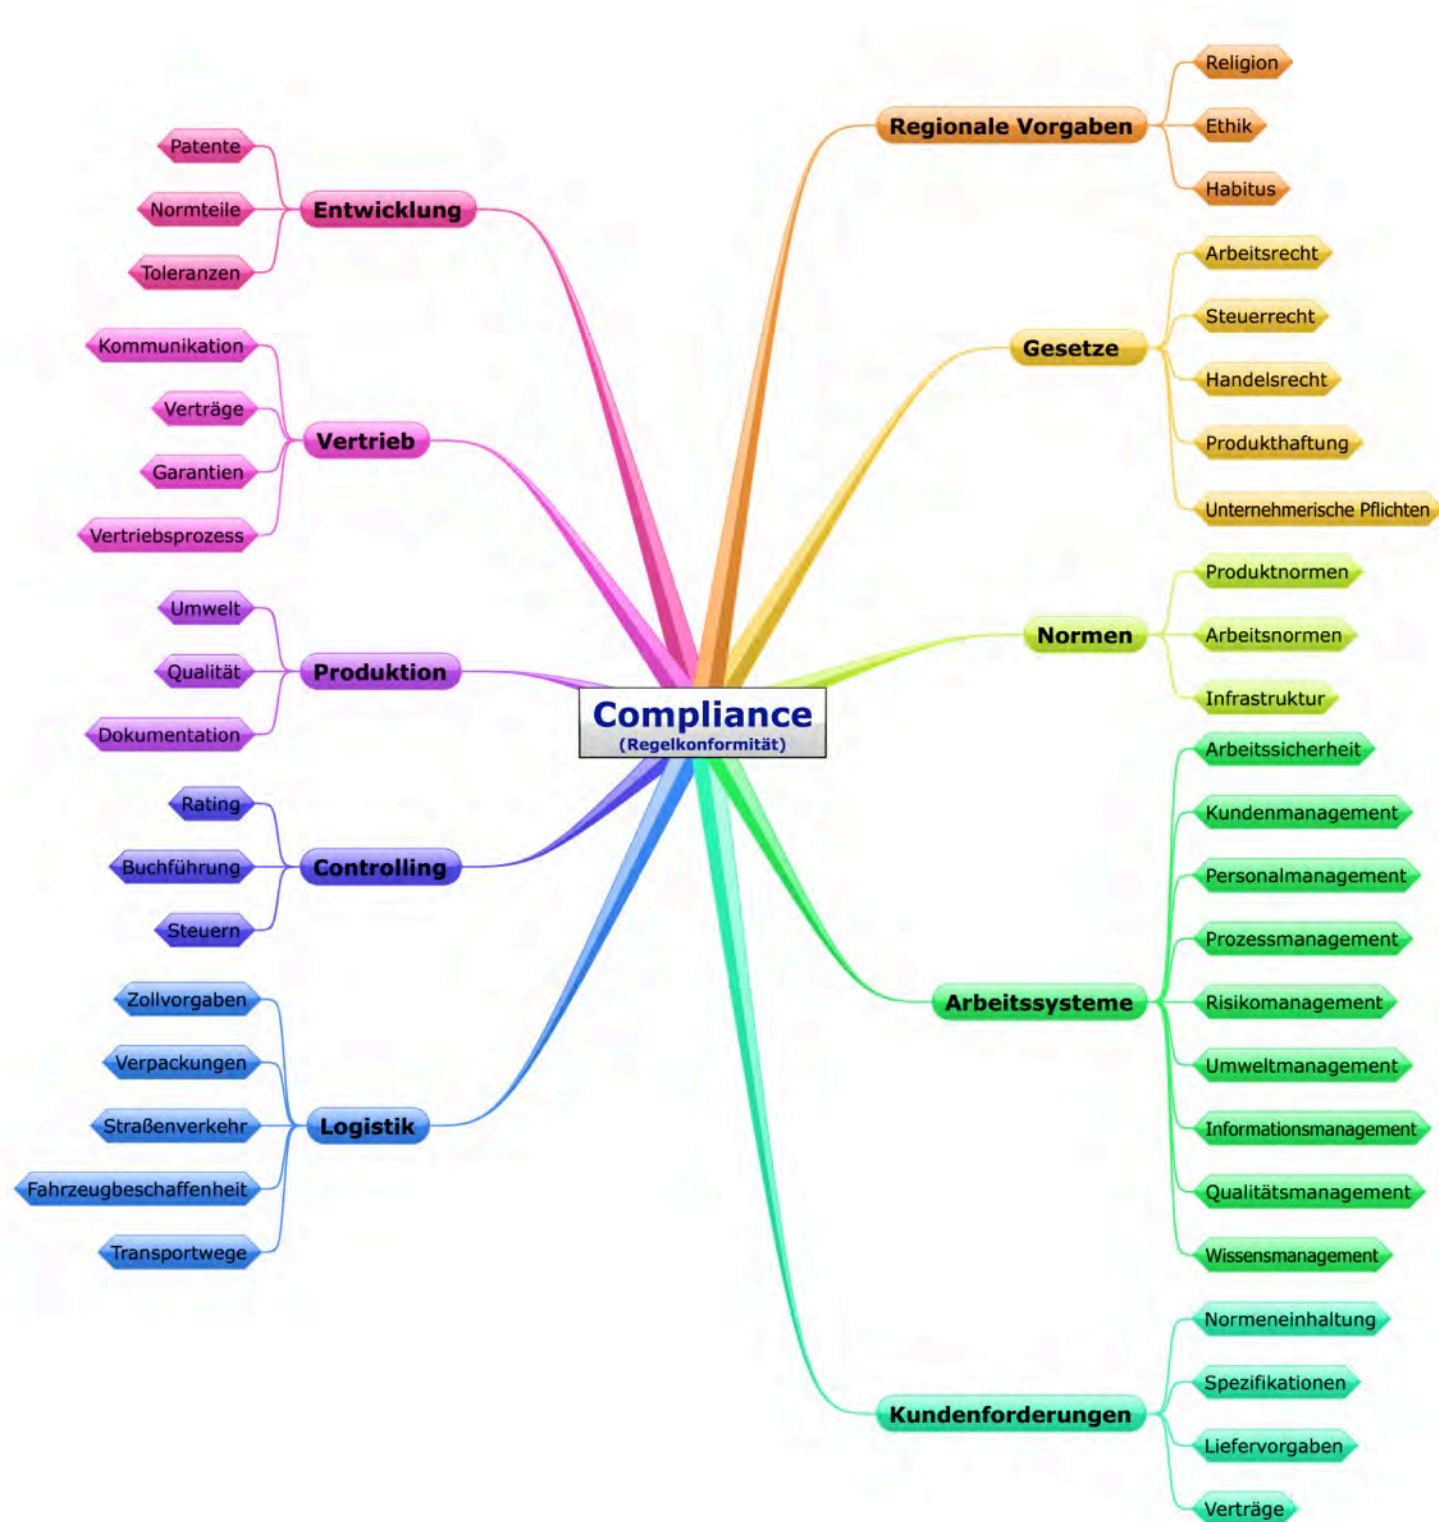 Compliance
(Regelkonformität)
Regionale Vorgaben
Religion
Ethik
Habitus
Gesetze
Arbeitsrecht
Steuerrecht
Handelsrecht
Produkthaftung
Unternehmerische Pflichten
Normen
Produktnormen
Arbeitsnormen
Infrastruktur
Arbeitssysteme
Arbeitssicherheit
Kundenmanagement
Personalmanagement
Prozessmanagement
Risikomanagement
Umweltmanagement
Informationsmanagement
Qualitätsmanagement
Wissensmanagement
Kundenforderungen
Normeneinhaltung
Spezifikationen
Liefervorgaben
Verträge
Entwicklung
Patente
Normteile
Toleranzen
Vertrieb
Kommunikation
Verträge
Garantien
Vertriebsprozess
Produktion
Umwelt
Qualität
Dokumentation
Controlling
Rating
Buchführung
Steuern
Logistik
Zollvorgaben
Verpackungen
Straßenverkehr
Fahrzeugbeschaffenheit
Transportwege